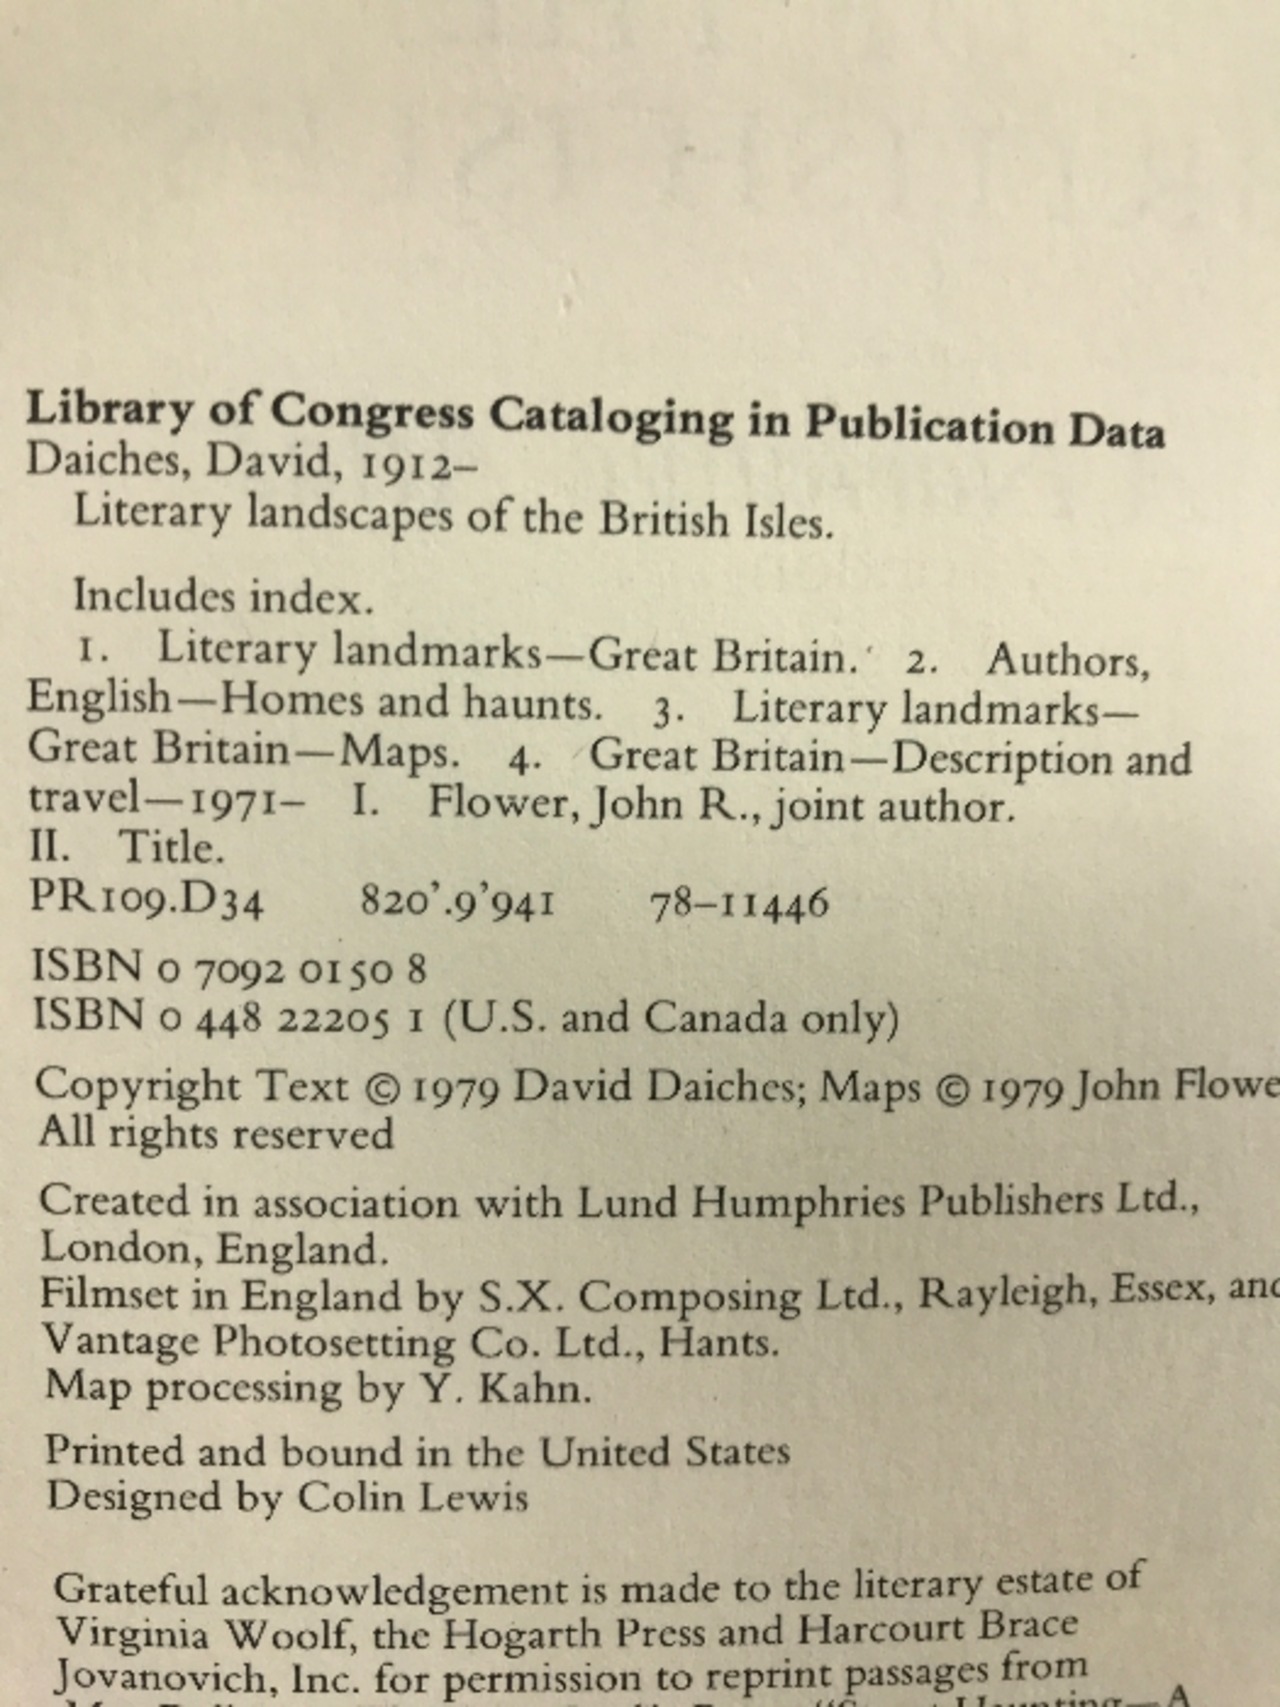 Library of Congress Cataloging in Publication Data
Daiches, David, 1912–
Literary landscapes of the British Isles.
Includes index.
1. Literary landmarks—Great Britain. 2. Authors,
English—Homes and haunts. 3. Literary landmarks—
Great Britain—Maps. 4. Great Britain—Description and
travel—1971– I. Flower, John R., joint author.
II. Title.
PR109.D34 820'.9'941 78–11446
ISBN 0 7092 0150 8
ISBN 0 448 22205 1 (U.S. and Canada only)
Copyright Text © 1979 David Daiches; Maps © 1979 John Flowe
All rights reserved
Created in association with Lund Humphries Publishers Ltd.,
London, England.
Filmset in England by S.X. Composing Ltd., Rayleigh, Essex, and
Vantage Photosetting Co. Ltd., Hants.
Map processing by Y. Kahn.
Printed and bound in the United States
Designed by Colin Lewis
Grateful acknowledgement is made to the literary estate of
Virginia Woolf, the Hogarth Press and Harcourt Brace
Jovanovich, Inc. for permission to reprint passages from